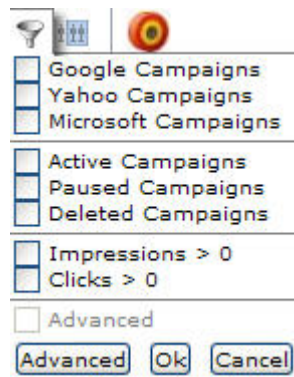 Google Campaigns
Yahoo Campaigns
Microsoft Campaigns
Active Campaigns
Paused Campaigns
Deleted Campaigns
Impressions > 0
Clicks > 0
Advanced
Advanced Ok Cancel